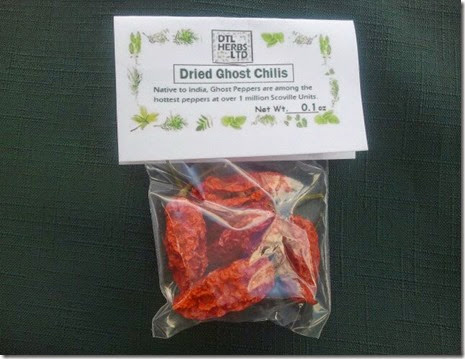 DTL
HERBS
LTD
Dried Ghost Chilis
Native to India, Ghost Peppers are among the
hottest peppers at over 1 million Scoville Units.
Net Wt. 0.1 oz